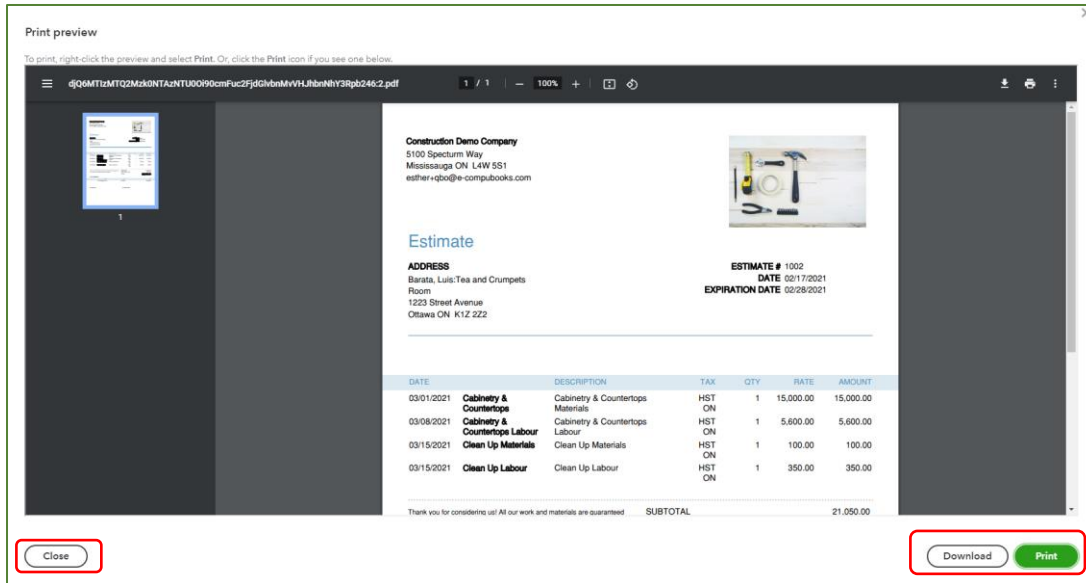 Print preview
To print, right-click the preview and select Print. Or, click the Print icon if you see one below.
1 / 1 | − 100% +
1
Construction Demo Company
5100 Specturm Way
Mississauga ON L4W 5S1
esther+qbo@e-compubooks.com
Estimate
ADDRESS
Barata, Luis:Tea and Crumpets
Room
1223 Street Avenue
Ottawa ON K1Z 2Z2
ESTIMATE # 1002
DATE 02/17/2021
EXPIRATION DATE 02/28/2021
DATE DESCRIPTION TAX QTY RATE AMOUNT
03/01/2021 Cabinetry & Cabinetry & Countertops HST 1 15,000.00 15,000.00
Countertops Materials ON
03/08/2021 Cabinetry & Cabinetry & Countertops HST 1 5,600.00 5,600.00
Countertops Labour Labour ON
03/15/2021 Clean Up Materials Clean Up Materials HST 1 100.00 100.00
ON
03/15/2021 Clean Up Labour Clean Up Labour HST 1 350.00 350.00
ON
Thank you for considering us! All our work and materials are guaranteed SUBTOTAL 21,050.00
Close Download Print